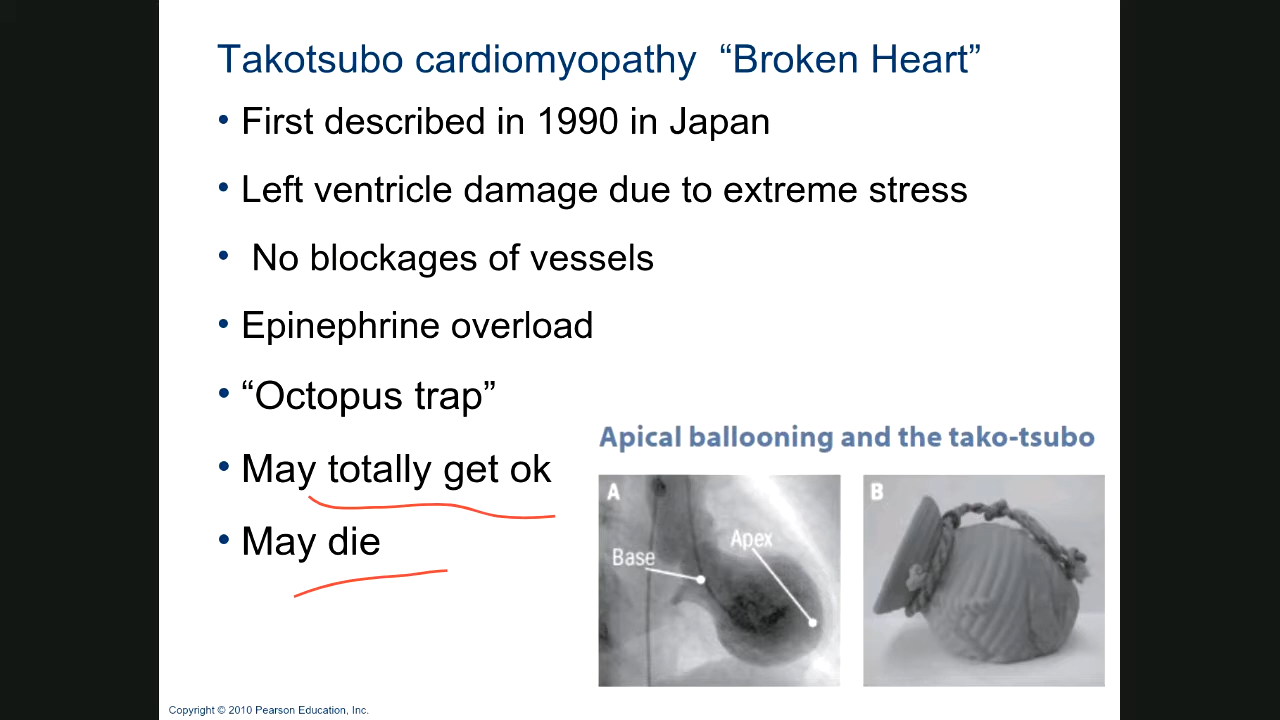 Takotsubo cardiomyopathy “Broken Heart”
• First described in 1990 in Japan
• Left ventricle damage due to extreme stress
• No blockages of vessels
• Epinephrine overload
• “Octopus trap”
• May totally get ok
• May die
Apical ballooning and the tako-tsubo
A
Base
Apex
B
Copyright © 2010 Pearson Education, Inc.